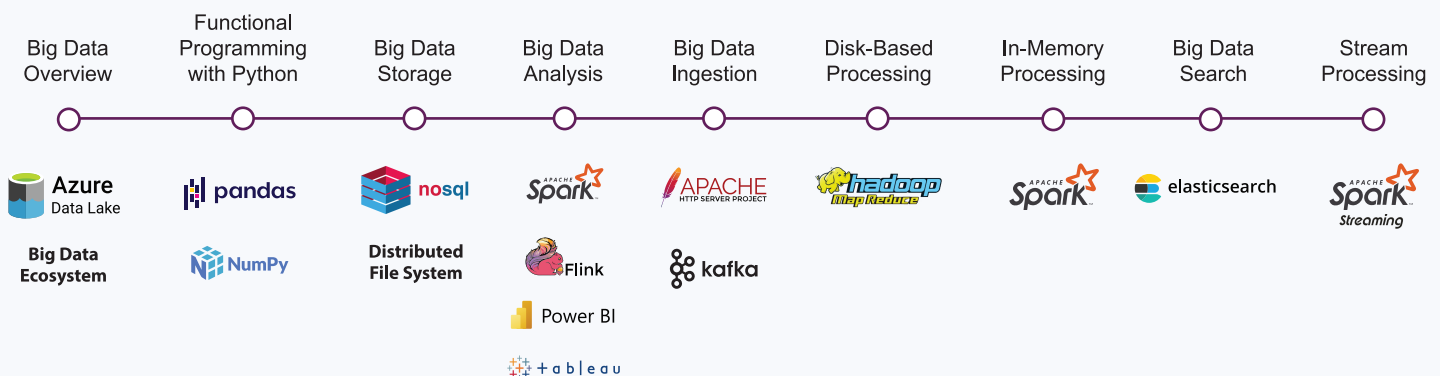 Big Data
Overview
Functional
Programming
with Python
Big Data
Storage
Big Data
Analysis
Big Data
Ingestion
Disk-Based
Processing
In-Memory
Processing
Big Data
Search
Stream
Processing
Azure
Data Lake
Big Data
Ecosystem
pandas
NumPy
nosql
Distributed
File System
APACHE
Spark
Flink
Power BI
+ableau
APACHE
HTTP SERVER PROJECT
kafka
hadoop
Map Reduce
APACHE
Spark
elasticsearch
APACHE
Spark
Streaming